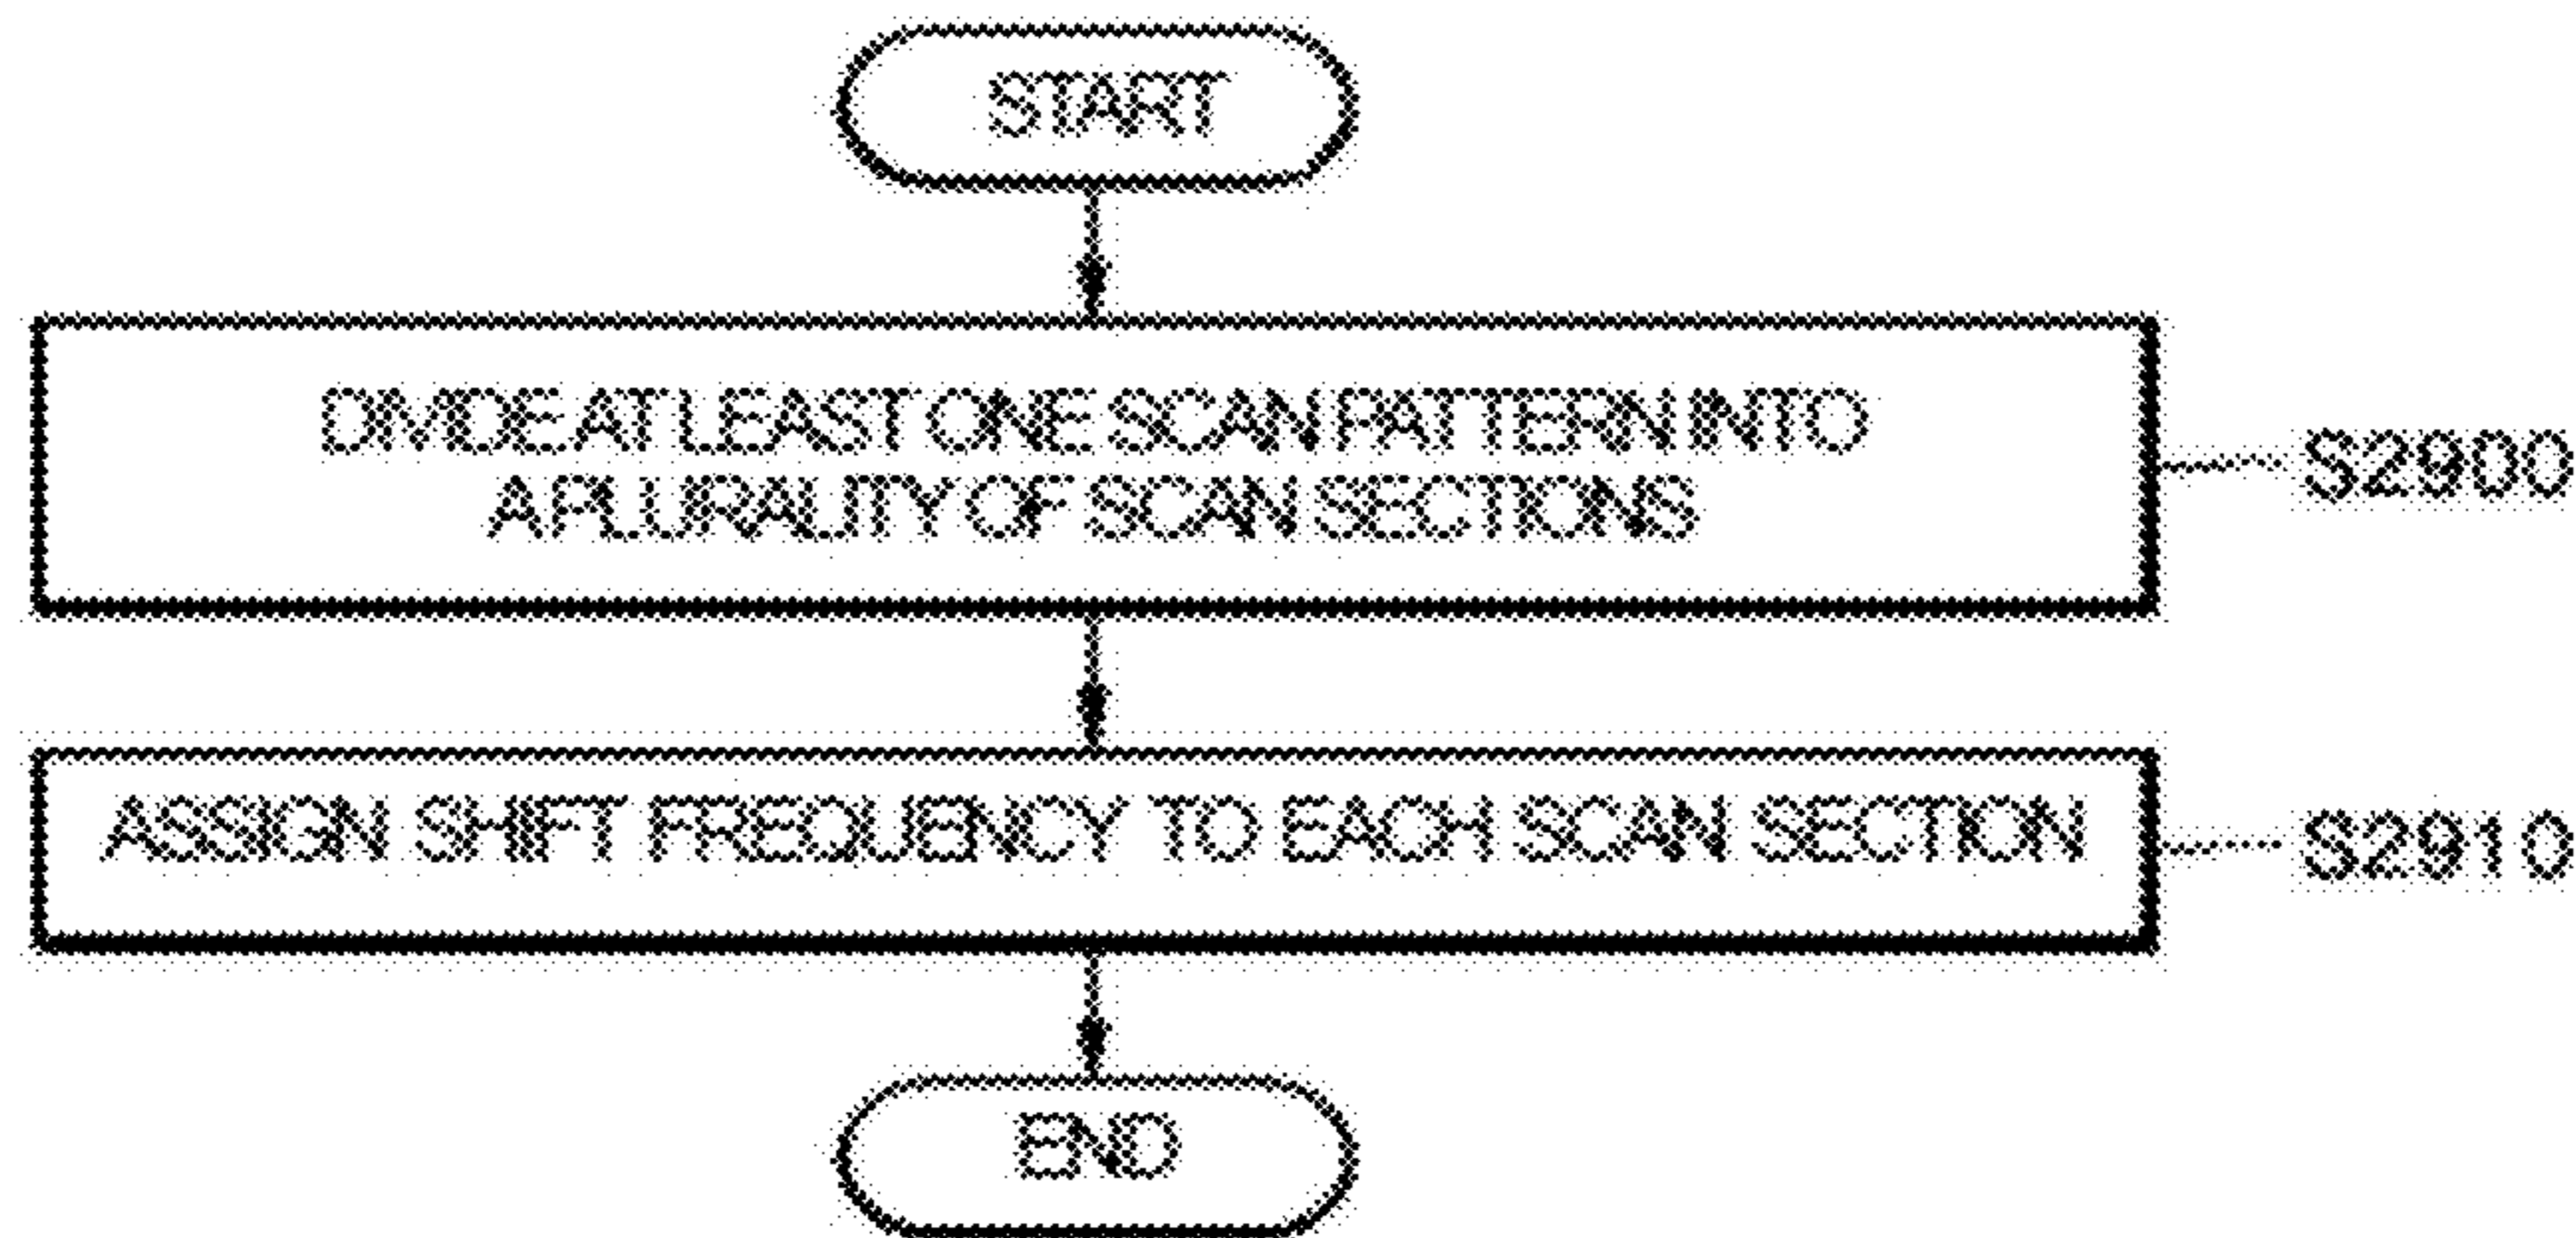 START
DIVIDE AT LEAST ONE SCAN PATTERN INTO
A PLURALITY OF SCAN SECTIONS
S2900
ASSIGN SHIFT FREQUENCY TO EACH SCAN SECTION
S2910
END